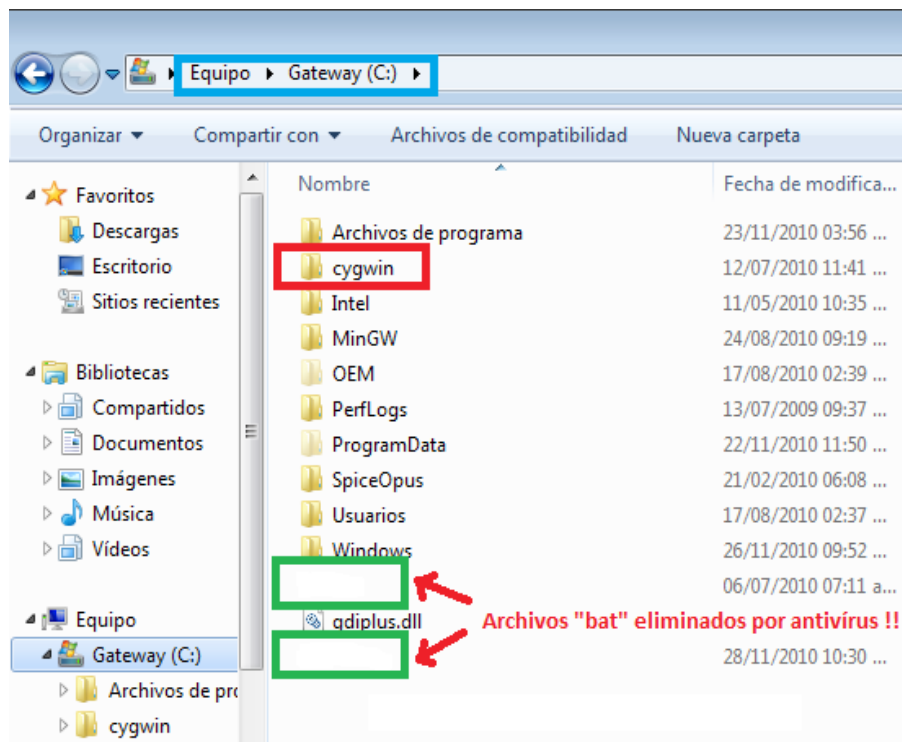 Equipo Gateway (C:)
Organizar Compartir con Archivos de compatibilidad Nueva carpeta
Favoritos
Descargas
Escritorio
Sitios recientes
Bibliotecas
Compartidos
Documentos
Imágenes
Música
Vídeos
Equipo
Gateway (C:)
Archivos de pro
cygwin
Nombre Fecha de modifica...
Archivos de programa 23/11/2010 03:56 ...
cygwin 12/07/2010 11:41 ...
Intel 11/05/2010 10:35 ...
MinGW 24/08/2010 09:19 ...
OEM 17/08/2010 02:39 ...
PerfLogs 13/07/2009 09:37 ...
ProgramData 22/11/2010 11:50 ...
SpiceOpus 21/02/2010 06:08 ...
Usuarios 17/08/2010 02:37 ...
Windows 26/11/2010 09:52 ...
06/07/2010 07:11 a...
gdiplus.dll Archivos "bat" eliminados por antivírus !!
28/11/2010 10:30 ...